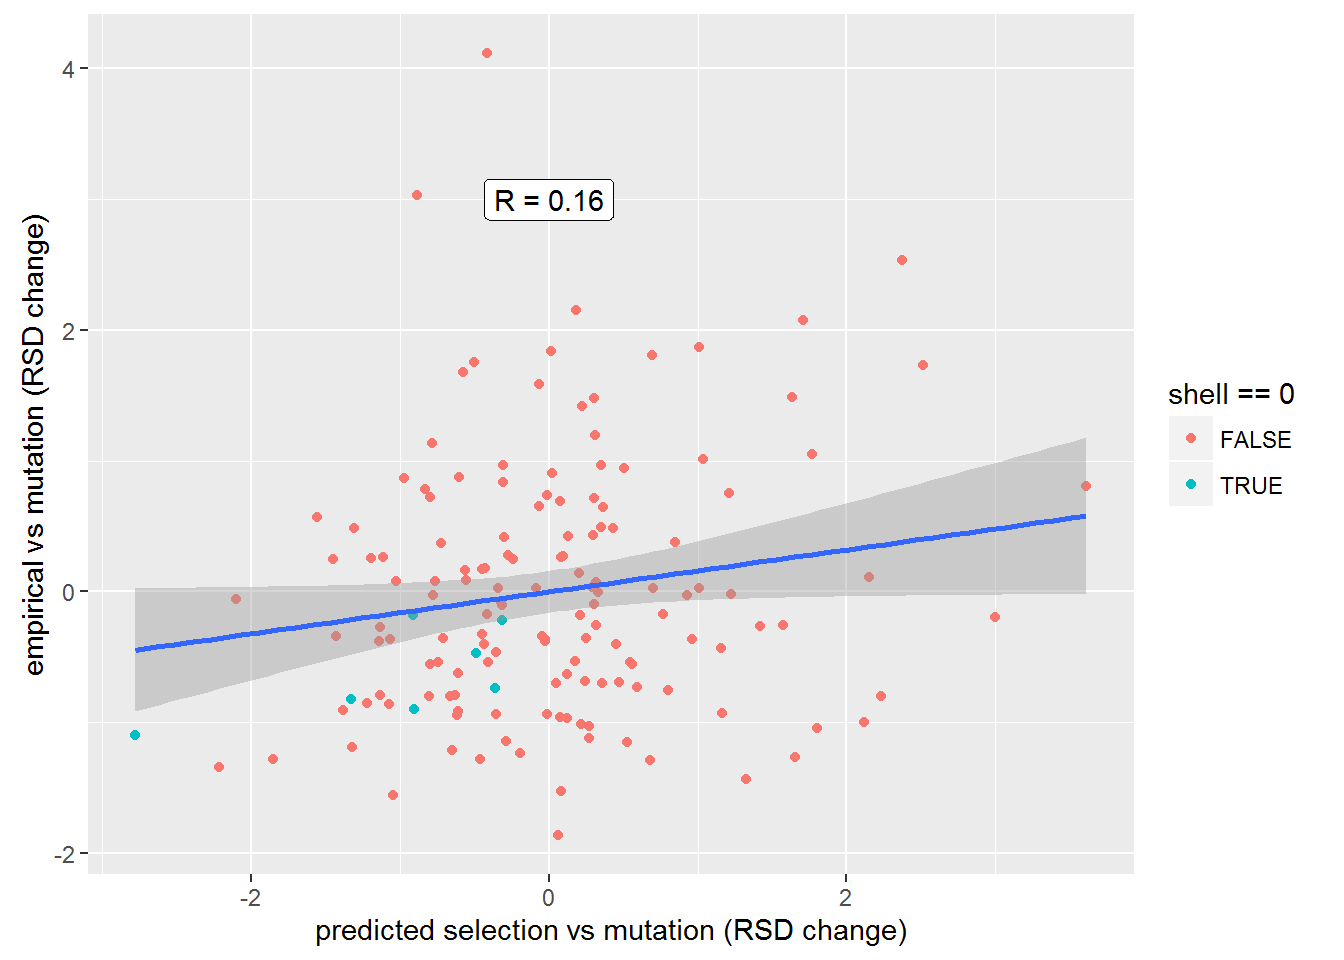 4
2
0
-2
-2
0
2
R = 0.16
empirical vs mutation (RSD change)
predicted selection vs mutation (RSD change)
shell == 0
FALSE
TRUE